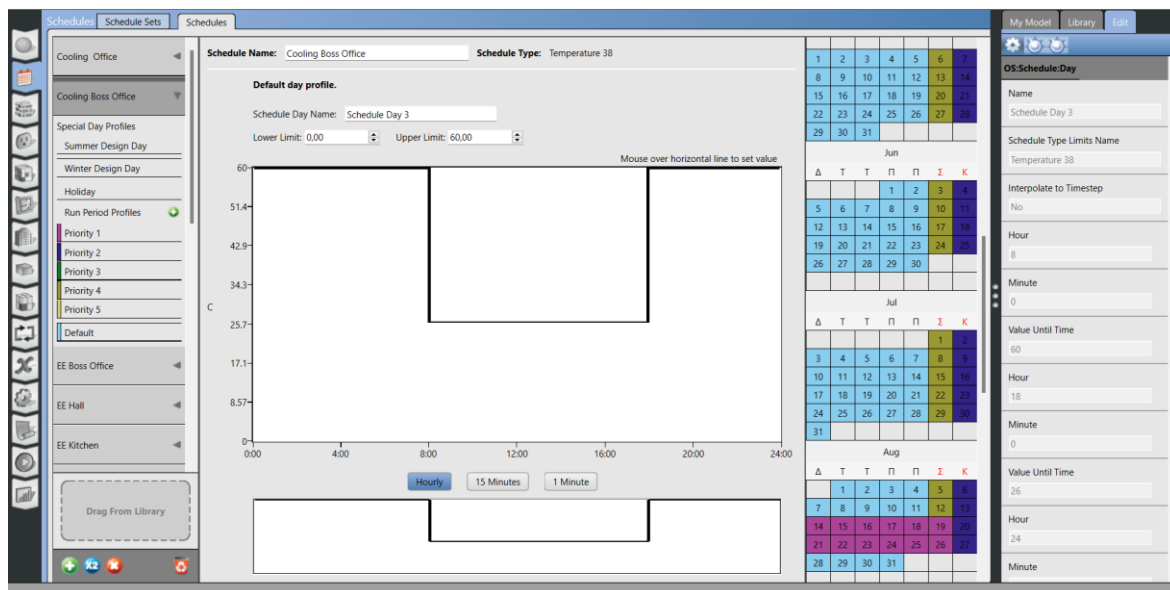 Schedules Schedule Sets Schedules
My Model Library Edit
Cooling Office
Cooling Boss Office
Special Day Profiles
Summer Design Day
Winter Design Day
Holiday
Run Period Profiles
Priority 1
Priority 2
Priority 3
Priority 4
Priority 5
Default
EE Boss Office
EE Hall
EE Kitchen
Drag From Library
X2
Schedule Name: Cooling Boss Office Schedule Type: Temperature 38
Default day profile.
Schedule Day Name: Schedule Day 3
Lower Limit: 0,00 Upper Limit: 60,00
Mouse over horizontal line to set value
60
51.4
42.9
34.3
C
25.7
17.1
8.57
0
0:00 4:00 8:00 12:00 16:00 20:00 24:00
Hourly 15 Minutes 1 Minute
1 2 3 4 5 6 7
8 9 10 11 12 13 14
15 16 17 18 19 20 21
22 23 24 25 26 27 28
29 30 31
Jun
Δ Τ Τ Π Π Σ Κ
1 2 3 4
5 6 7 8 9 10 11
12 13 14 15 16 17 18
19 20 21 22 23 24 25
26 27 28 29 30
Jul
Δ Τ Τ Π Π Σ Κ
1 2
3 4 5 6 7 8 9
10 11 12 13 14 15 16
17 18 19 20 21 22 23
24 25 26 27 28 29 30
31
Aug
Δ Τ Τ Π Π Σ Κ
1 2 3 4 5 6
7 8 9 10 11 12 13
14 15 16 17 18 19 20
21 22 23 24 25 26 27
28 29 30 31
OS:Schedule:Day
Name
Schedule Day 3
Schedule Type Limits Name
Temperature 38
Interpolate to Timestep
No
Hour
8
Minute
0
Value Until Time
60
Hour
18
Minute
0
Value Until Time
26
Hour
24
Minute